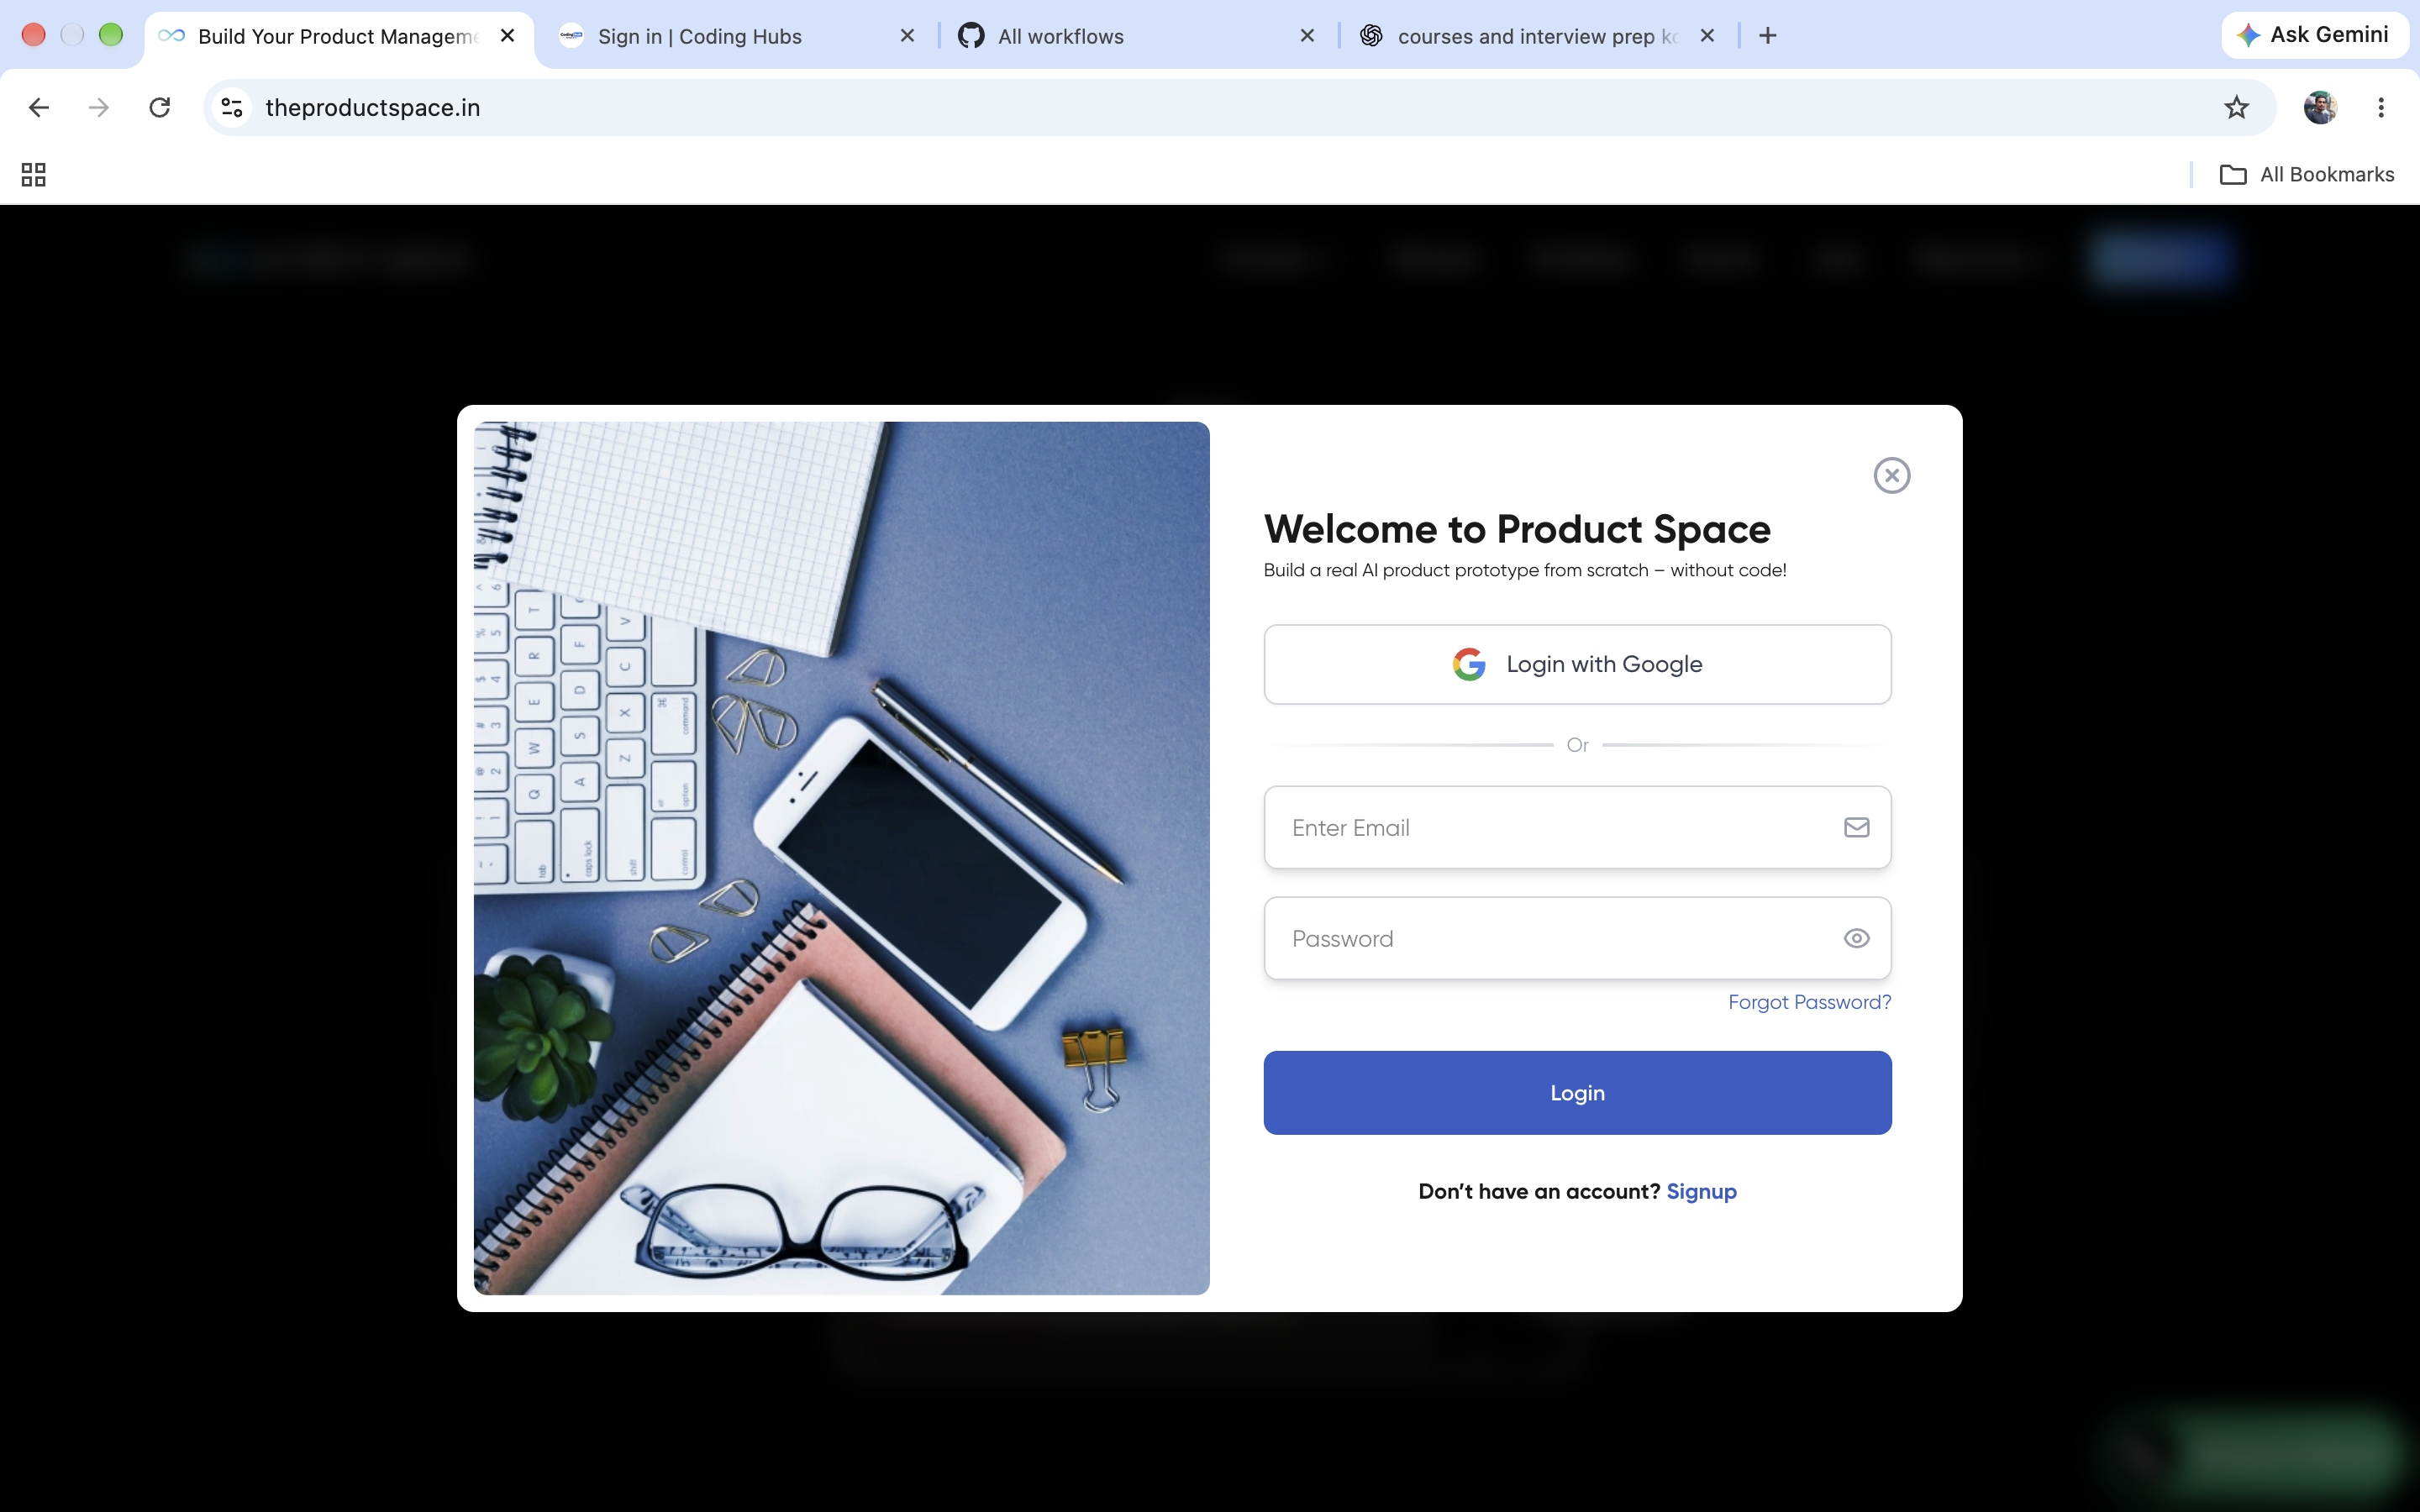 Build Your Product Manageme
Sign in | Coding Hubs
All workflows
courses and interview prep ko
Ask Gemini
theproductspace.in
All Bookmarks
Welcome to Product Space
Build a real AI product prototype from scratch – without code!
Login with Google
Or
Enter Email
Password
Forgot Password?
Login
Don't have an account? Signup